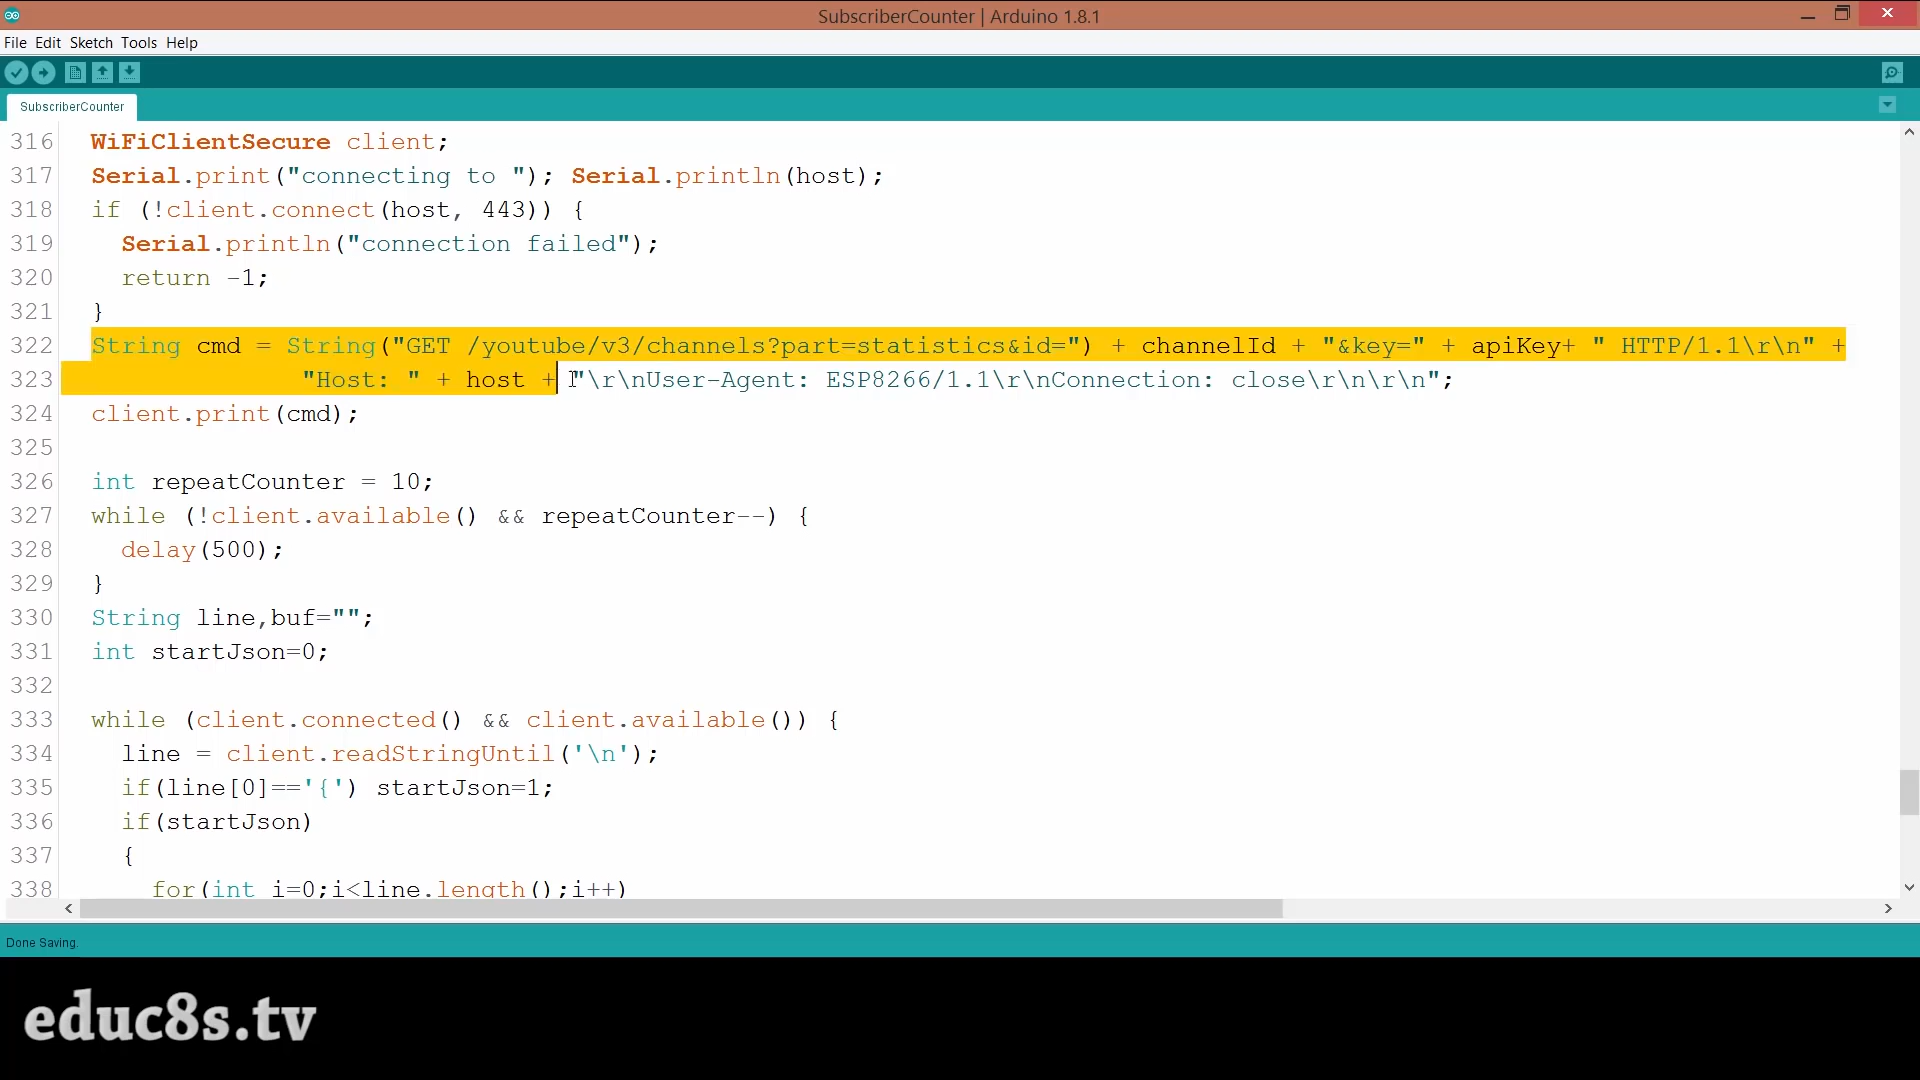 SubscriberCounter | Arduino 1.8.1
File Edit Sketch Tools Help
SubscriberCounter
316 WiFiClientSecure client;
317 Serial.print("connecting to "); Serial.println(host);
318 if (!client.connect(host, 443)) {
319 Serial.println("connection failed");
320 return -1;
321 }
322 String cmd = String("GET /youtube/v3/channels?part=statistics&id=") + channelId + "&key=" + apiKey+ " HTTP/1.1\r\n" +
323 "Host: " + host + "\r\nUser-Agent: ESP8266/1.1\r\nConnection: close\r\n\r\n";
324 client.print(cmd);
325
326 int repeatCounter = 10;
327 while (!client.available() && repeatCounter--) {
328 delay(500);
329 }
330 String line,buf="";
331 int startJson=0;
332
333 while (client.connected() && client.available()) {
334 line = client.readStringUntil('\n');
335 if(line[0]=='{') startJson=1;
336 if(startJson)
337 {
338 for(int i=0;i<line.length();i++)
Done Saving.
educ8s.tv